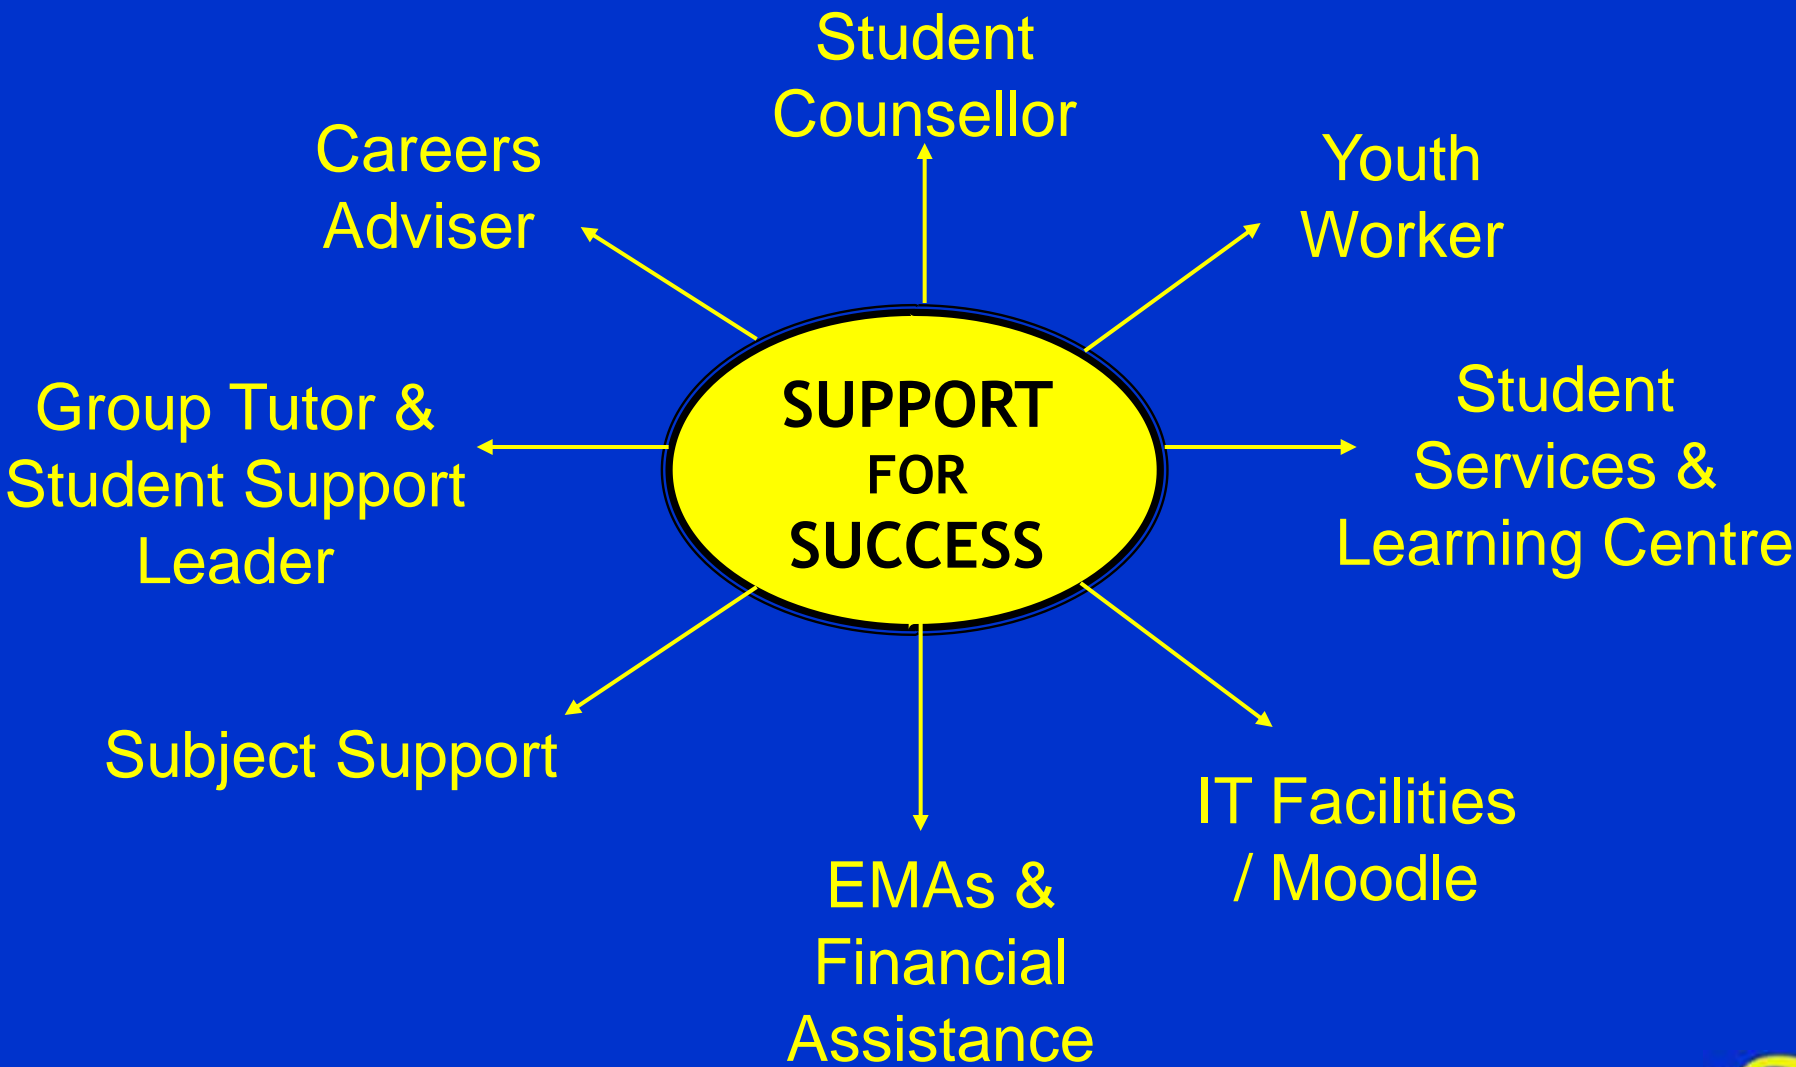 Student
Counsellor
Careers
Adviser
Youth
Worker
Group Tutor &
Student Support
Leader
SUPPORT
FOR
SUCCESS
Student
Services &
Learning Centre
Subject Support
IT Facilities
/ Moodle
EMAs &
Financial
Assistance